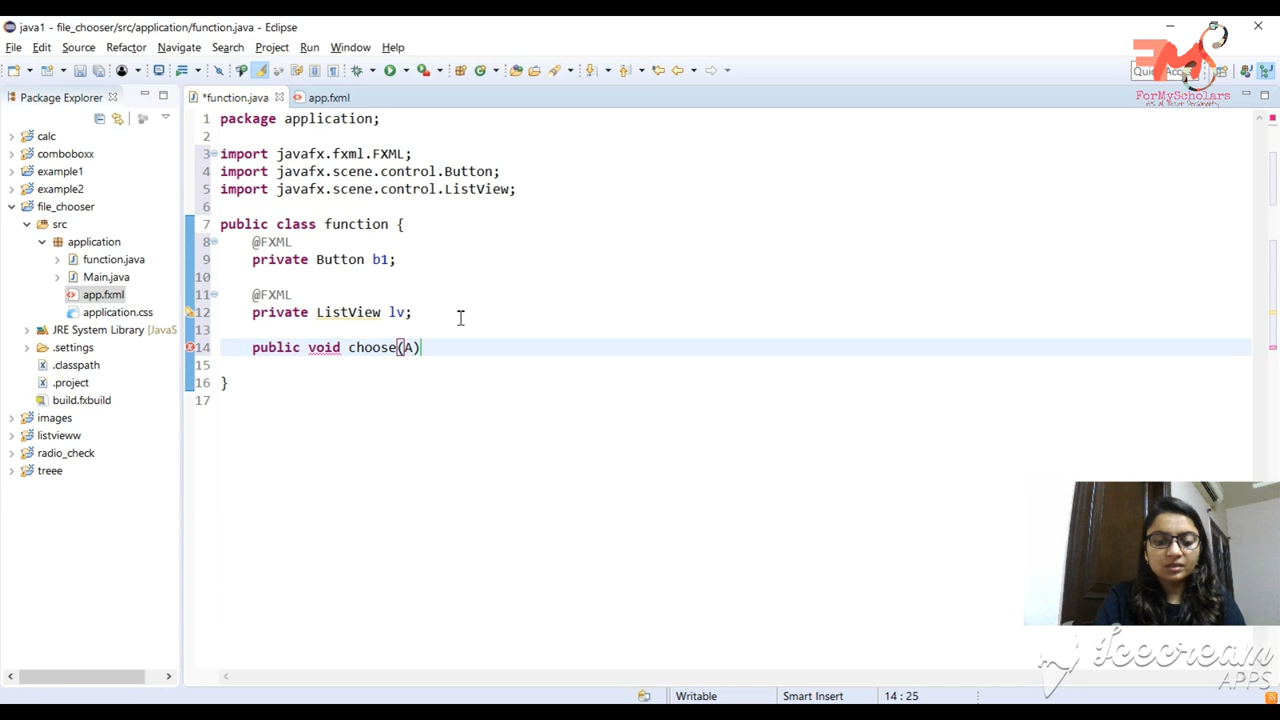 java1 - file_chooser/src/application/function.java - Eclipse
File Edit Source Refactor Navigate Search Project Run Window Help
ForMyScholars
Package Explorer
*function.java
app.fxml
calc
comboboxx
example1
example2
file_chooser
src
application
function.java
Main.java
app.fxml
application.css
JRE System Library [JavaS
.settings
.classpath
.project
build.fxbuild
images
listvieww
radio_check
treee
1 package application;
2
3 import javafx.fxml.FXML;
4 import javafx.scene.control.Button;
5 import javafx.scene.control.ListView;
6
7 public class function {
8 @FXML
9 private Button b1;
10
11 @FXML
12 private ListView lv;
13
14 public void choose(A)
15
16 }
17
Icecream
APPS
Writable Smart Insert 14 : 25